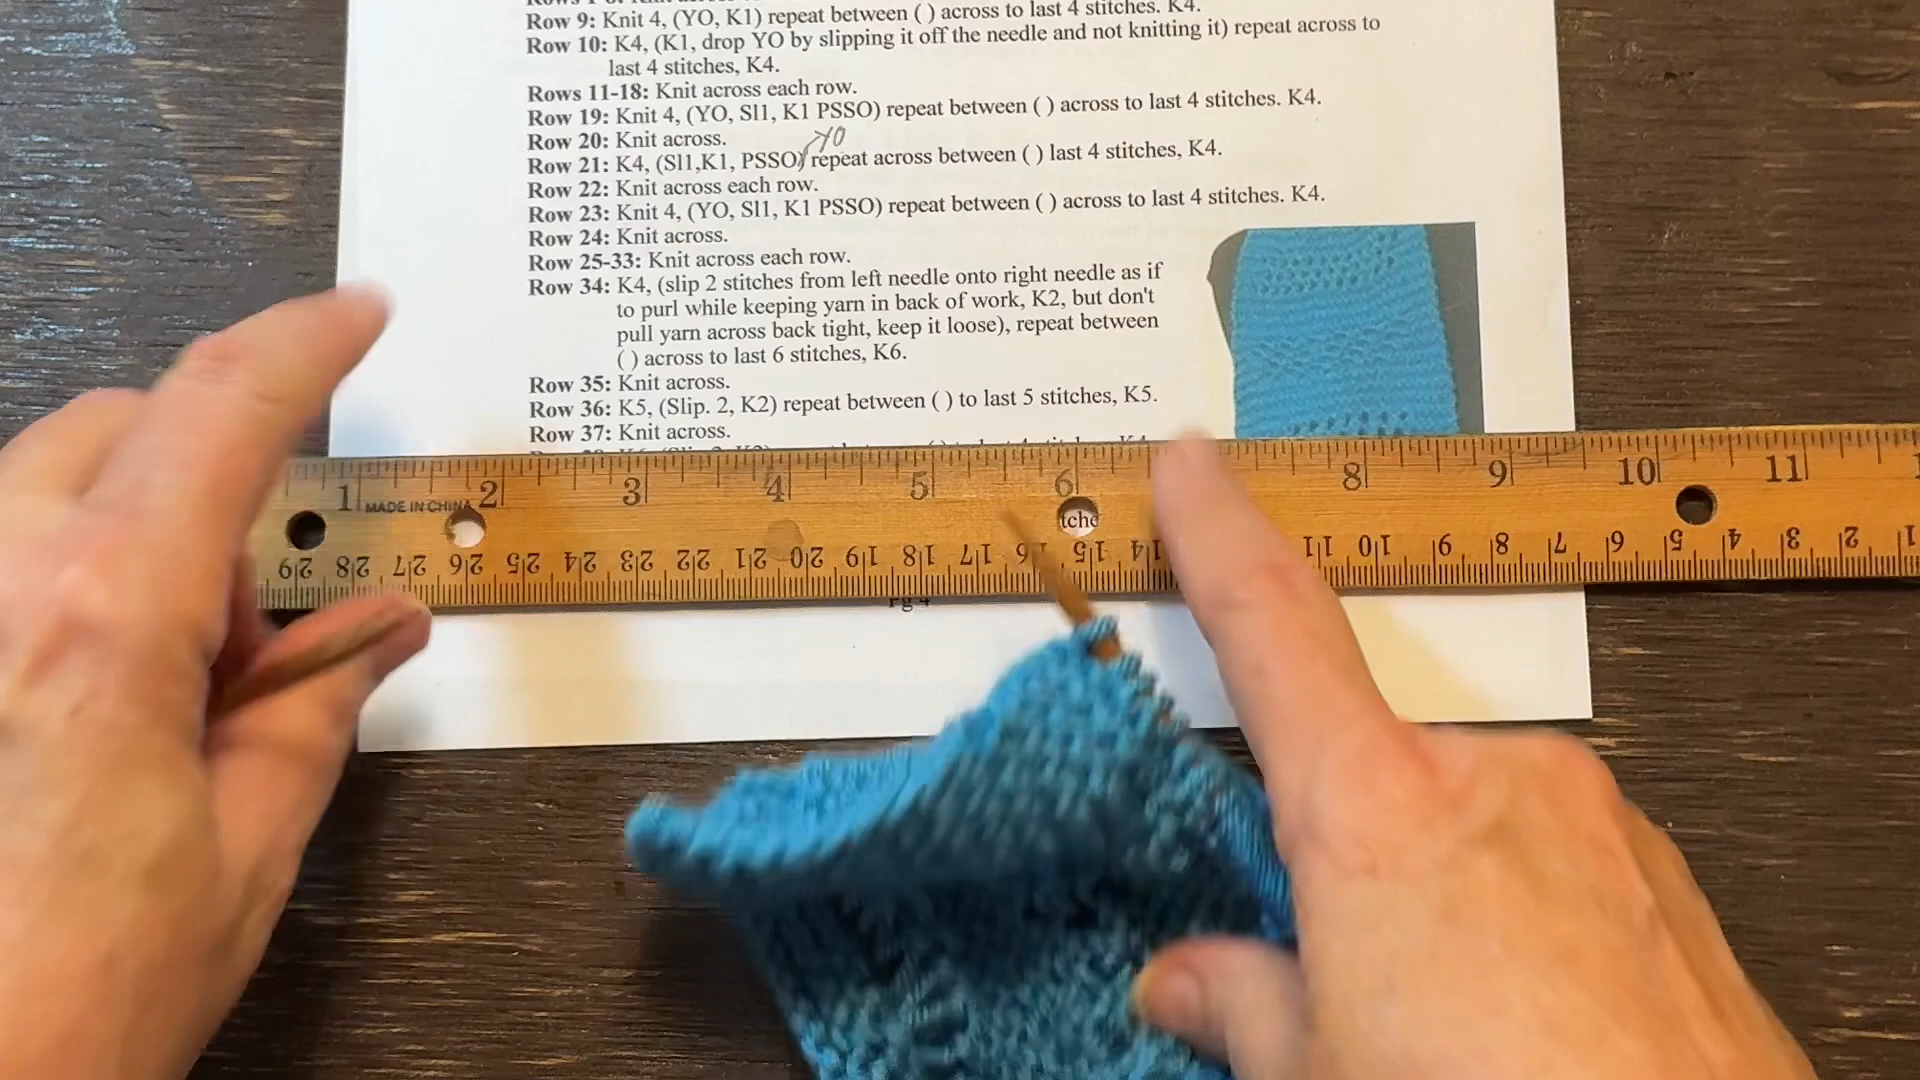 Row 9: Knit 4, (YO, K1) repeat between ( ) across to last 4 stitches. K4.
Row 10: K4, (K1, drop YO by slipping it off the needle and not knitting it) repeat across to
last 4 stitches, K4.
Rows 11-18: Knit across each row.
Row 19: Knit 4, (YO, Sl1, K1 PSSO) repeat between ( ) across to last 4 stitches. K4.
Row 20: Knit across.
YO
Row 21: K4, (Sl1,K1, PSSO) repeat across between ( ) last 4 stitches, K4.
Row 22: Knit across each row.
Row 23: Knit 4, (YO, Sl1, K1 PSSO) repeat between ( ) across to last 4 stitches. K4.
Row 24: Knit across.
Row 25-33: Knit across each row.
Row 34: K4, (slip 2 stitches from left needle onto right needle as if
to purl while keeping yarn in back of work, K2, but don't
pull yarn across back tight, keep it loose), repeat between
( ) across to last 6 stitches, K6.
Row 35: Knit across.
Row 36: K5, (Slip. 2, K2) repeat between ( ) to last 5 stitches, K5.
Row 37: Knit across.
1 2 3 4 5 6 8 9 10 11
MADE IN CHINA
tche
29 28 27 26 25 24 23 22 21 20 19 18 17 16 15 14 11 10 9 8 7 6 5 4 3 2 1